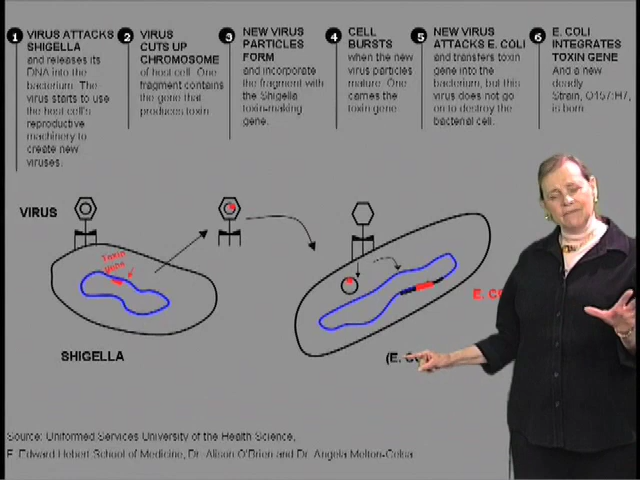 1 VIRUS ATTACKS SHIGELLA
and releases its
DNA into the
bacterium. The
virus starts to use
the host cell's
reproductive
machinery to
create new
viruses.
2 VIRUS
CUTS UP
CHROMOSOME
of host cell. One
fragment contains
the gene that
produces toxin
3 NEW VIRUS
PARTICLES
FORM
and incorporate
the fragment with
the Shigella
toxin-making
gene.
4 CELL
BURSTS
when the new
virus particles
mature. One
carries the
toxin gene.
5 NEW VIRUS
ATTACKS E. COLI
and transfers toxin
gene into the
bacterium, but this
virus does not go
on to destroy the
bacterial cell.
6 E. COLI
INTEGRATES
TOXIN GENE
And a new
deadly
Strain, O157:H7,
is born
VIRUS
Toxin
gene
SHIGELLA
E. CO
(E. CO
Source: Uniformed Services University of the Health Science,
F. Edward Hebert School of Medicine, Dr. Alison O'Brien and Dr. Angela Melton-Celsa